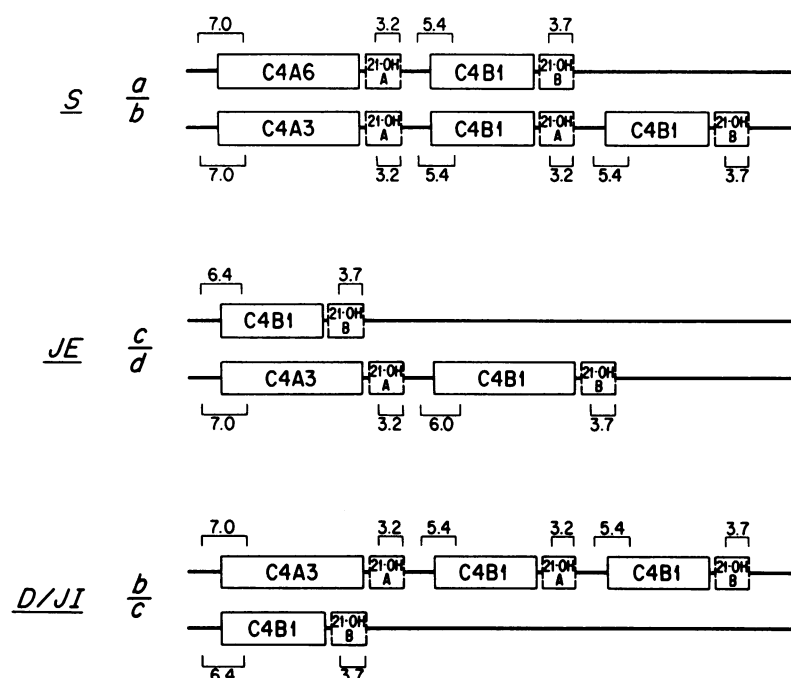 7.0 3.2 5.4 3.7
C4A6 21-OH A C4B1 21-OH B
S a/b
C4A3 21-OH A C4B1 21-OH A C4B1 21-OH B
7.0 3.2 5.4 3.2 5.4 3.7
6.4 3.7
C4B1 21-OH B
JE c/d
C4A3 21-OH A C4B1 21-OH B
7.0 3.2 6.0 3.7
7.0 3.2 5.4 3.2 5.4 3.7
C4A3 21-OH A C4B1 21-OH A C4B1 21-OH B
D/JI b/c
C4B1 21-OH B
6.4 3.7